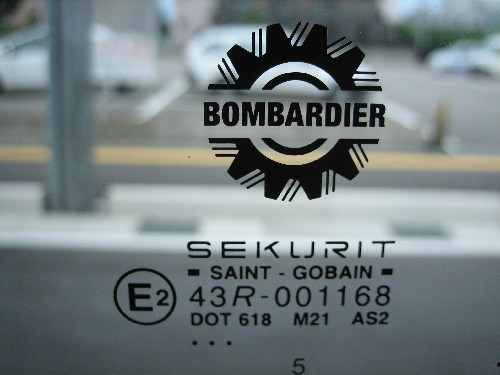 BOMBARDIER
SEKURIT
SAINT - GOBAIN
E2 43R-001168
DOT 618 M21 AS2
...
5